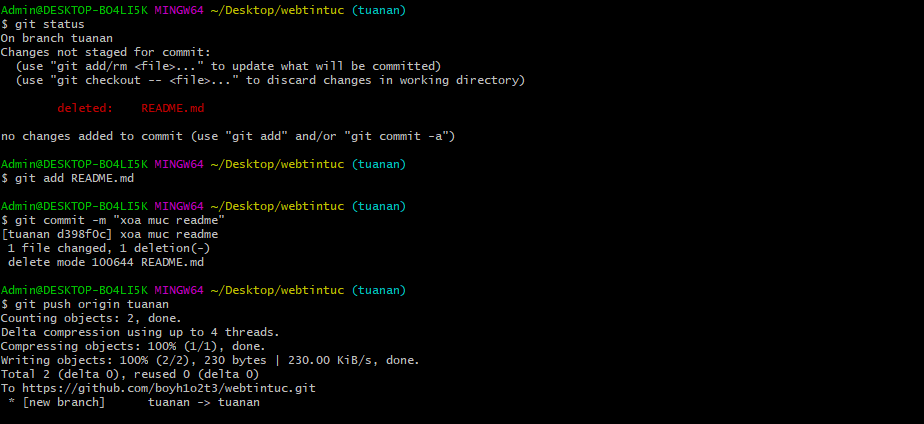 Admin@DESKTOP-BO4LI5K MINGW64 ~/Desktop/webtintuc (tuanan)
$ git status
On branch tuanan
Changes not staged for commit:
  (use "git add/rm <file>..." to update what will be committed)
  (use "git checkout -- <file>..." to discard changes in working directory)
        deleted:    README.md
no changes added to commit (use "git add" and/or "git commit -a")
Admin@DESKTOP-BO4LI5K MINGW64 ~/Desktop/webtintuc (tuanan)
$ git add README.md
Admin@DESKTOP-BO4LI5K MINGW64 ~/Desktop/webtintuc (tuanan)
$ git commit -m "xoa muc readme"
[tuanan d398f0c] xoa muc readme
 1 file changed, 1 deletion(-)
 delete mode 100644 README.md
Admin@DESKTOP-BO4LI5K MINGW64 ~/Desktop/webtintuc (tuanan)
$ git push origin tuanan
Counting objects: 2, done.
Delta compression using up to 4 threads.
Compressing objects: 100% (1/1), done.
Writing objects: 100% (2/2), 230 bytes | 230.00 KiB/s, done.
Total 2 (delta 0), reused 0 (delta 0)
To https://github.com/boyh1o2t3/webtintuc.git
 * [new branch]      tuanan -> tuanan